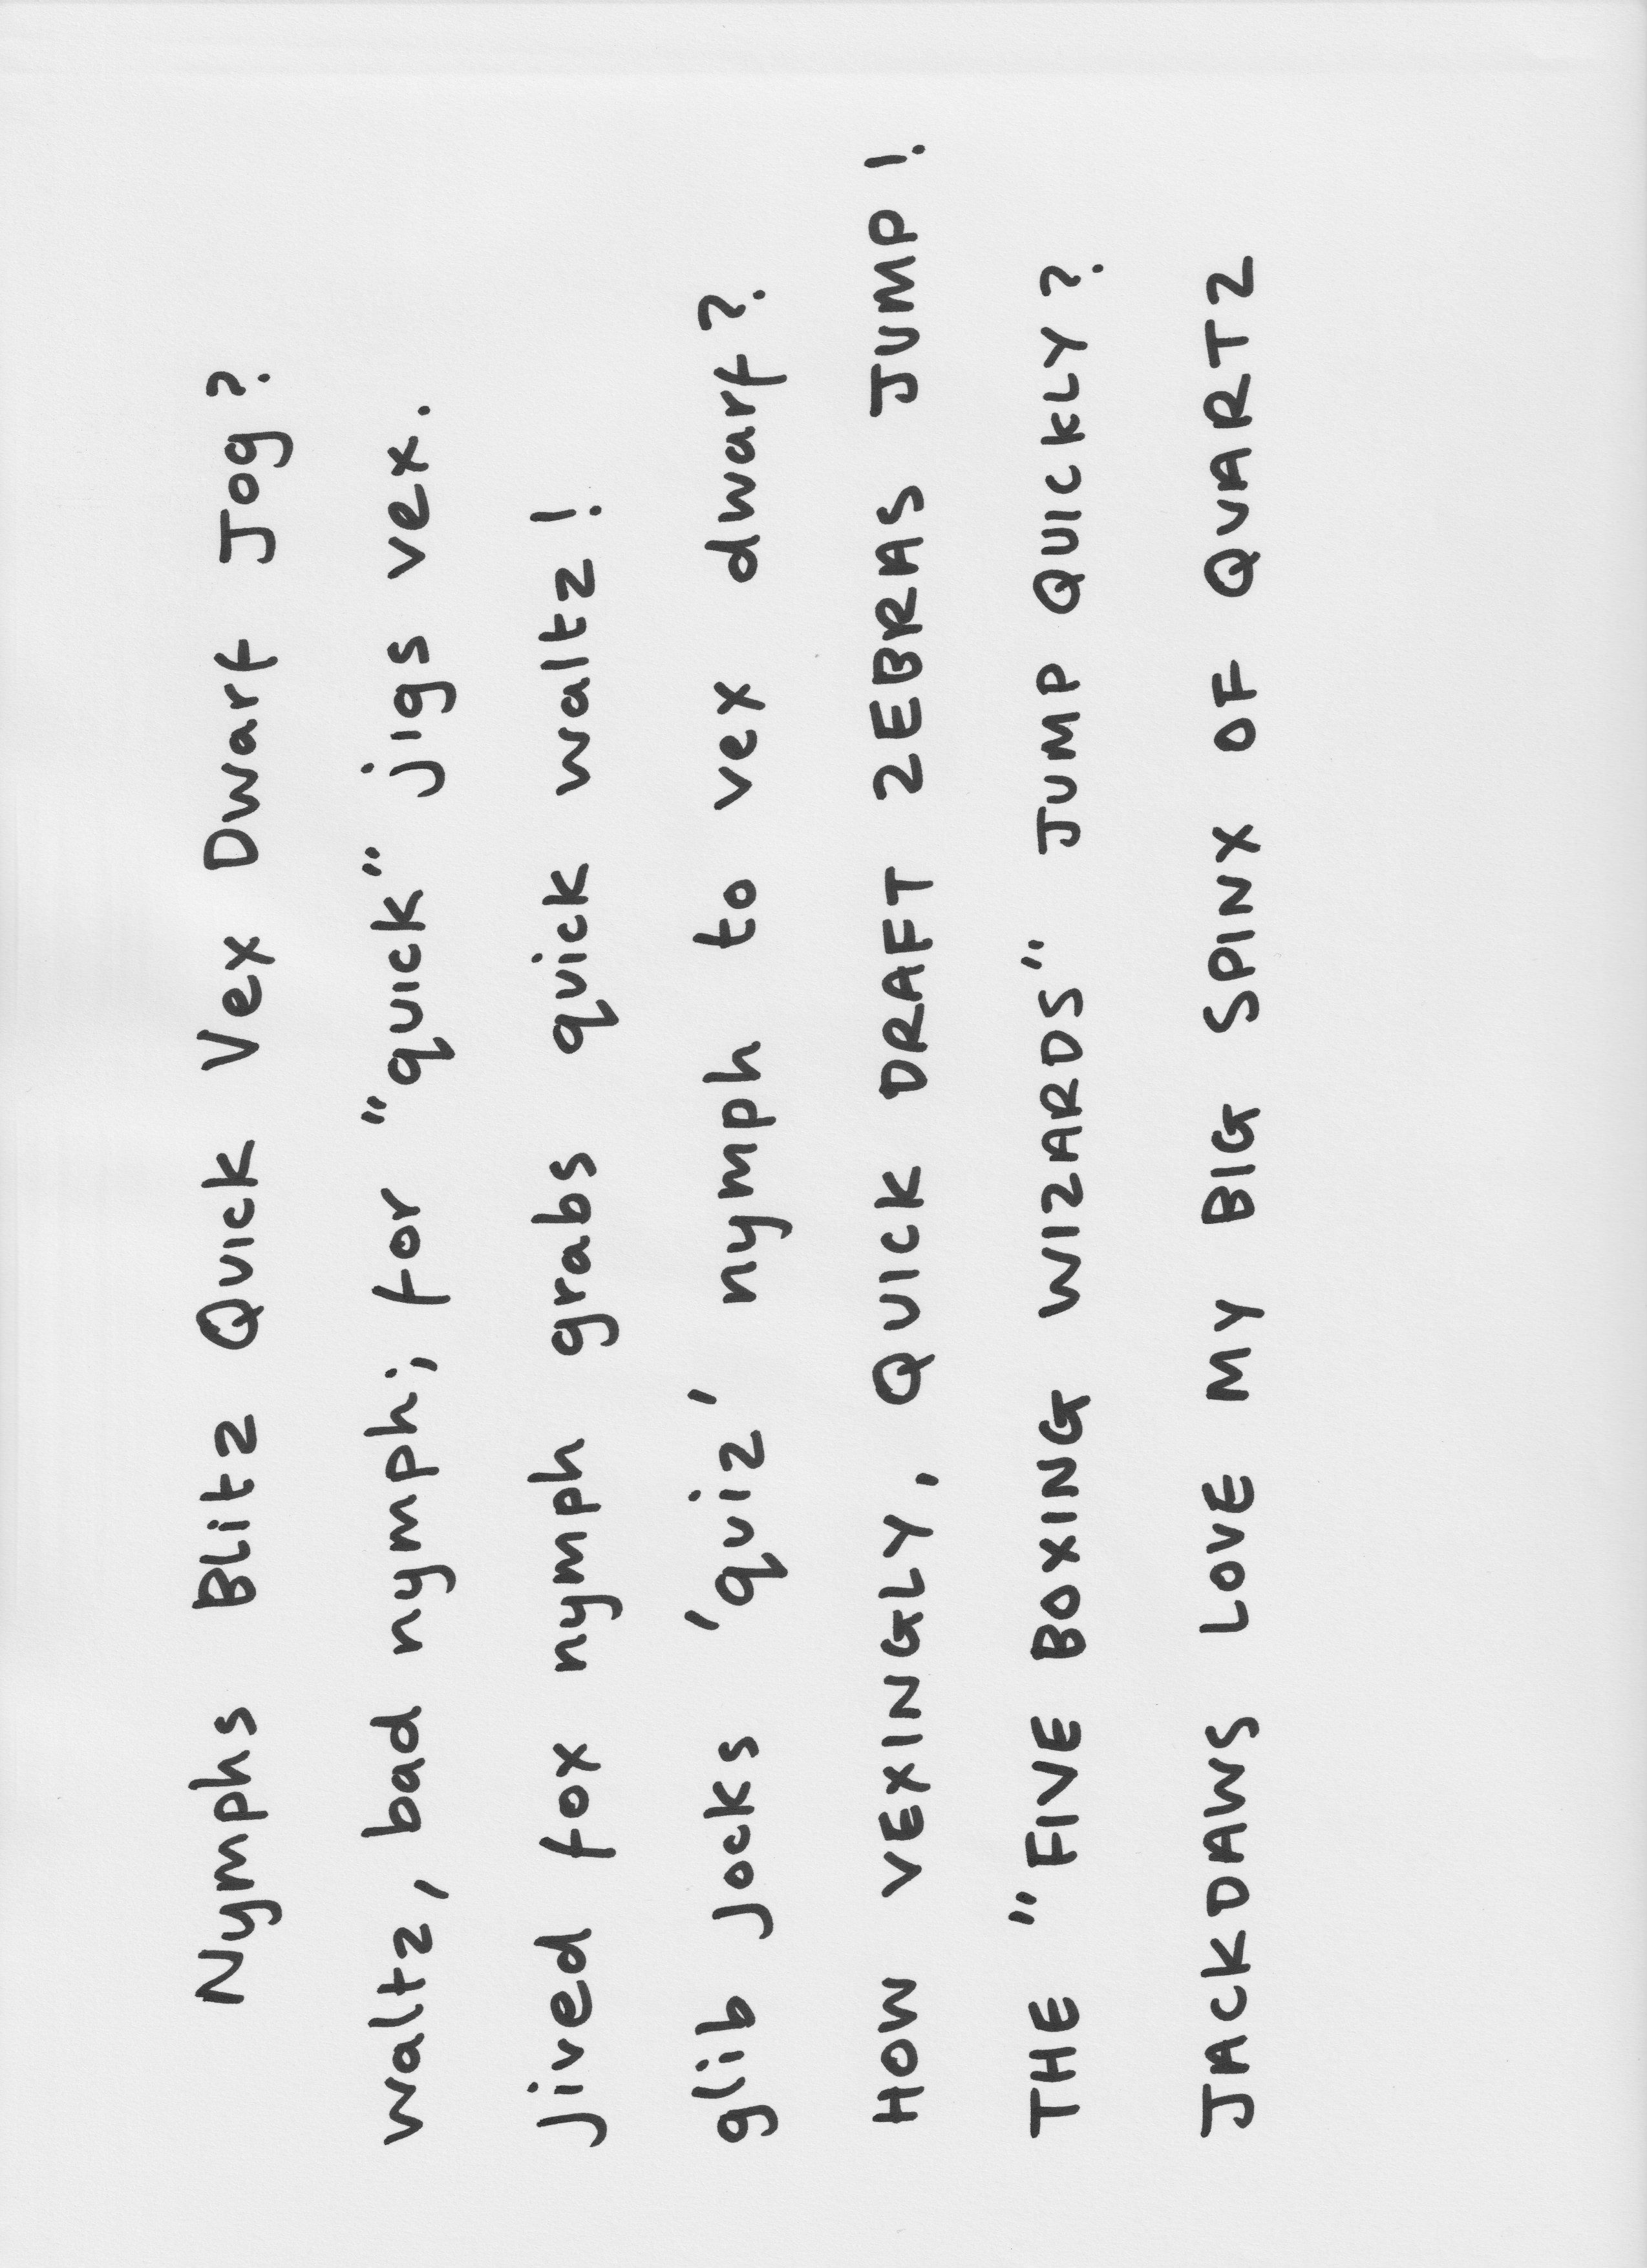 Nymphs Blitz Quick Vex Dwarf Jog?
waltz, bad nymph; for "quick" jigs vex.
Jived fox nymph grabs quick waltz!
glib jocks 'quiz' nymph to vex dwarf?
HOW VEXINGLY, QUICK DRAFT ZEBRAS JUMP!
THE "FIVE BOXING WIZARDS" JUMP QUICKLY?
JACKDAWS LOVE MY BIG SPINX OF QUARTZ